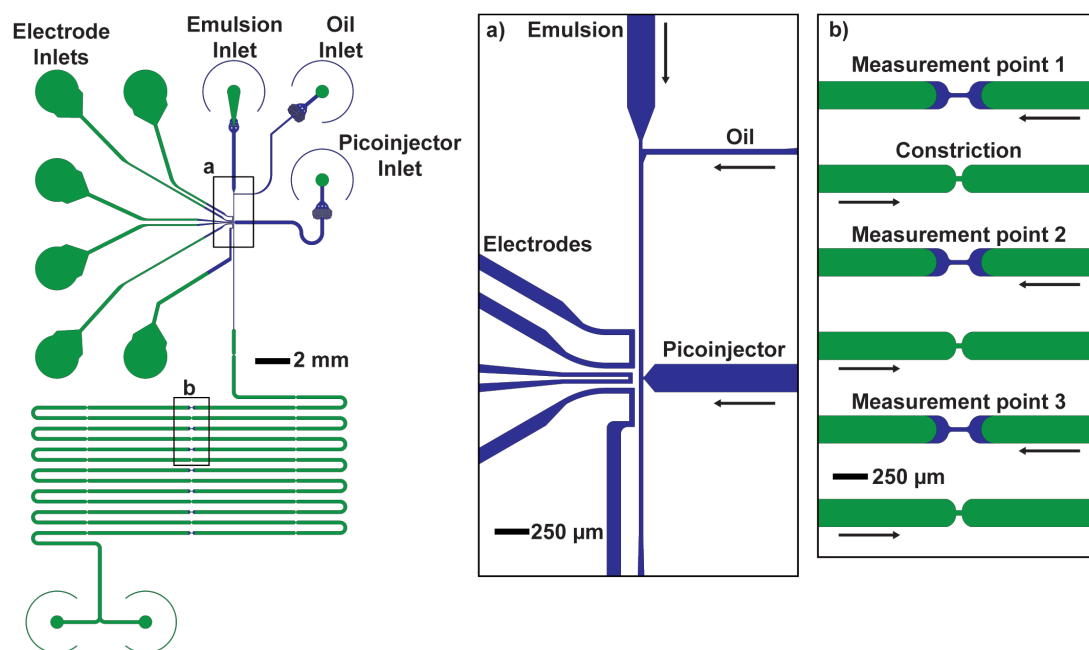 Electrode
Inlets
Emulsion
Inlet
Oil
Inlet
Picoinjector
Inlet
a
2 mm
b
a)
Emulsion
Oil
Electrodes
Picoinjector
250 µm
b)
Measurement point 1
Constriction
Measurement point 2
Measurement point 3
250 µm